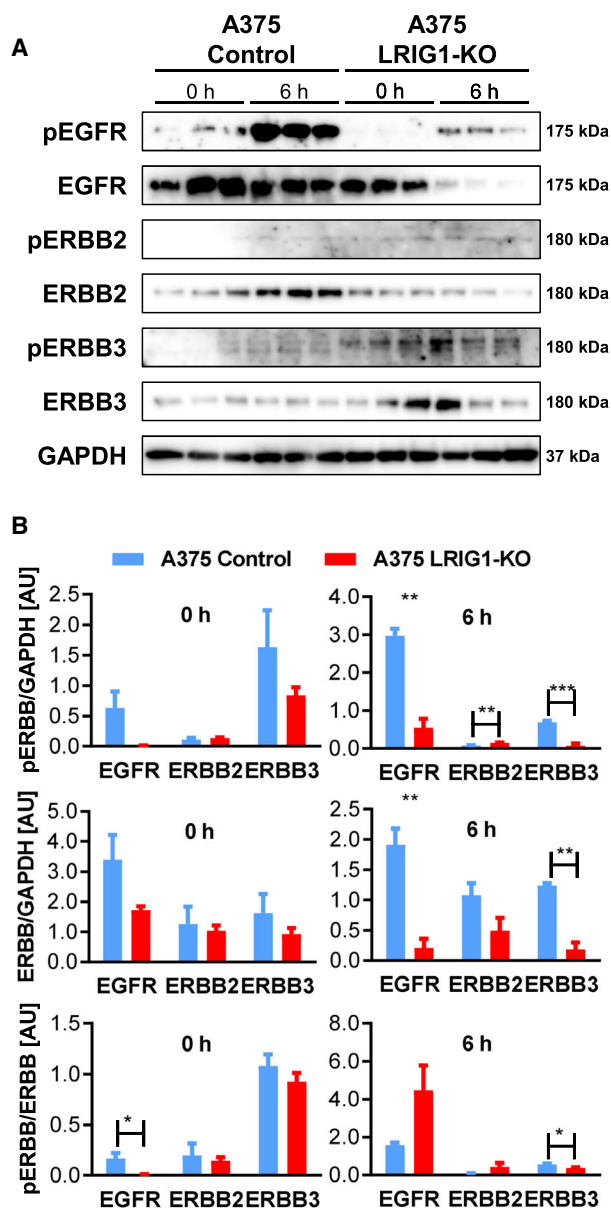 A
A375 Control
A375 LRIG1-KO
0 h 6 h 0 h 6 h
pEGFR 175 kDa
EGFR 175 kDa
pERBB2 180 kDa
ERBB2 180 kDa
pERBB3 180 kDa
ERBB3 180 kDa
GAPDH 37 kDa
B
A375 Control A375 LRIG1-KO
pERBB/GAPDH [AU]
2.5
2.0
1.5
1.0
0.5
0.0
0 h
EGFR ERBB2 ERBB3
4.0
3.0
2.0
1.0
0.0
6 h
**
**
***
EGFR ERBB2 ERBB3
ERBB/GAPDH [AU]
5.0
4.0
3.0
2.0
1.0
0.0
0 h
EGFR ERBB2 ERBB3
2.0
1.5
1.0
0.5
0.0
6 h
**
**
EGFR ERBB2 ERBB3
pERBB/ERBB [AU]
1.5
1.0
0.5
0.0
0 h
*
EGFR ERBB2 ERBB3
8.0
6.0
4.0
2.0
0.0
6 h
*
EGFR ERBB2 ERBB3